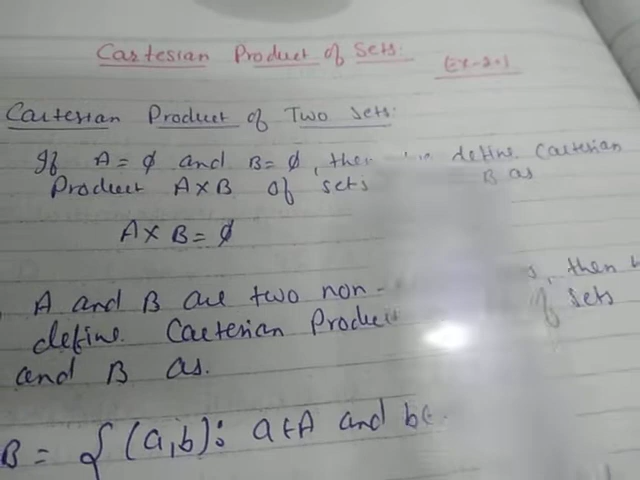 Cartesian Product of Sets:
Ex-2.1
Cartesian Product of Two sets:
If A = φ and B = φ, then define Cartesian
Product A×B of sets B as
A × B = φ
A and B are two non- then
define Cartesian Product of sets
and B as.
B = { (a,b): a∈A and b∈